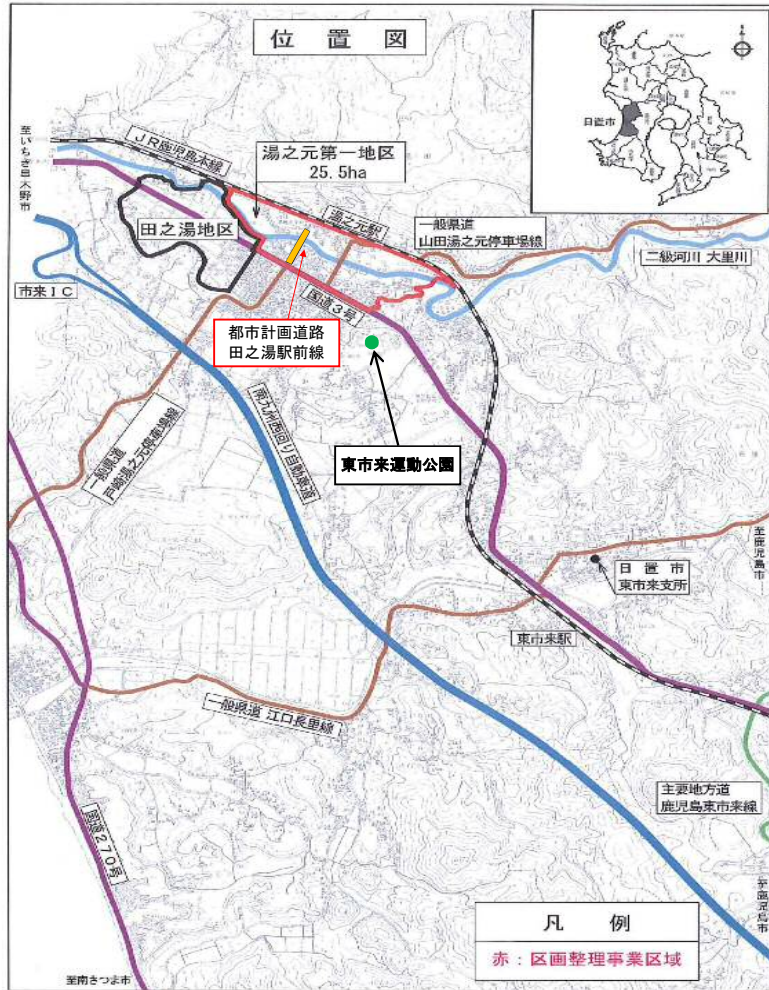 位置図
日置市
至いちき串木野市
JR鹿児島本線
湯之元第一地区
25.5ha
湯之元駅
一般県道
山田湯之元停車場線
二級河川 大里川
田之湯地区
市来IC
国道3号
都市計画道路
田之湯駅前線
東市来運動公園
南九州西回り自動車道
一般県道
戸崎湯之元停車場線
至鹿児島市
日置市
東市来支所
東市来駅
一般県道 江口長里線
主要地方道
鹿児島東市来線
国道270号
至鹿児島市
至南さつま市
凡例
赤：区画整理事業区域